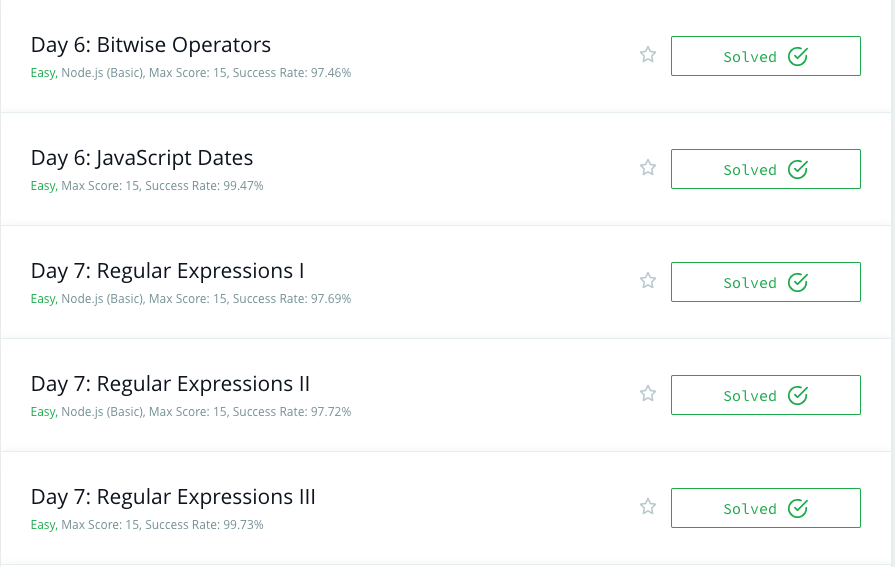 Day 6: Bitwise Operators
Solved
Easy, Node.js (Basic), Max Score: 15, Success Rate: 97.46%
Day 6: JavaScript Dates
Solved
Easy, Max Score: 15, Success Rate: 99.47%
Day 7: Regular Expressions I
Solved
Easy, Node.js (Basic), Max Score: 15, Success Rate: 97.69%
Day 7: Regular Expressions II
Solved
Easy, Node.js (Basic), Max Score: 15, Success Rate: 97.72%
Day 7: Regular Expressions III
Solved
Easy, Max Score: 15, Success Rate: 99.73%